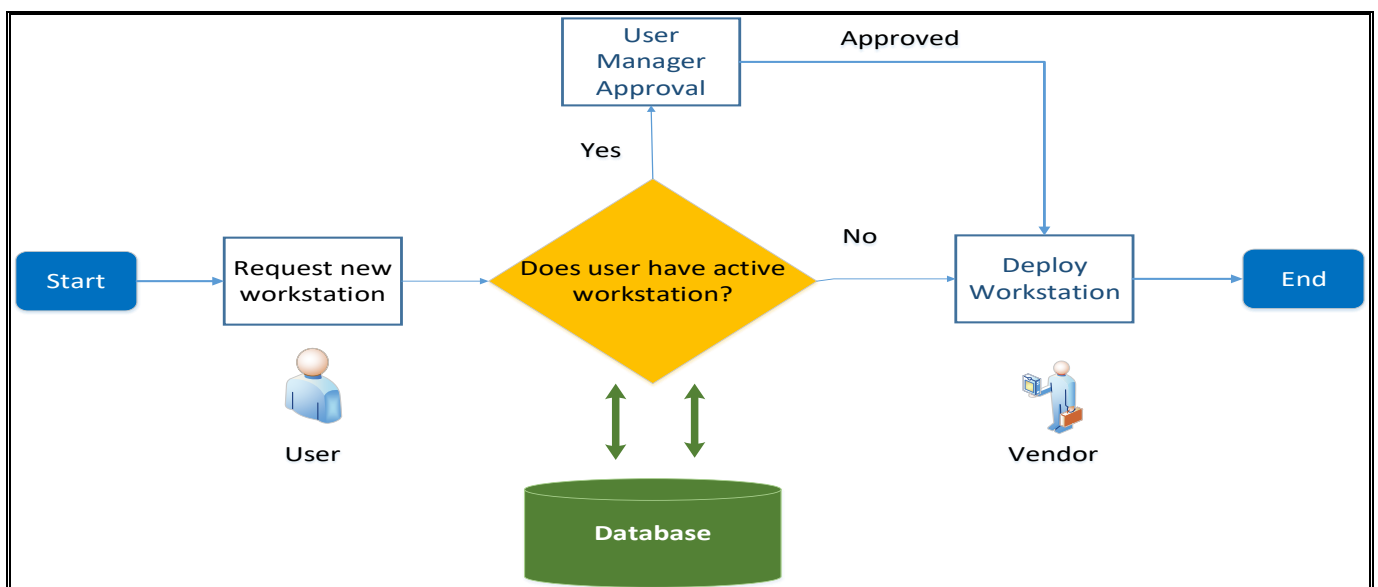 User
Manager
Approval
Approved
Yes
No
Start
Request new
workstation
Does user have active
workstation?
Deploy
Workstation
End
User
Vendor
Database